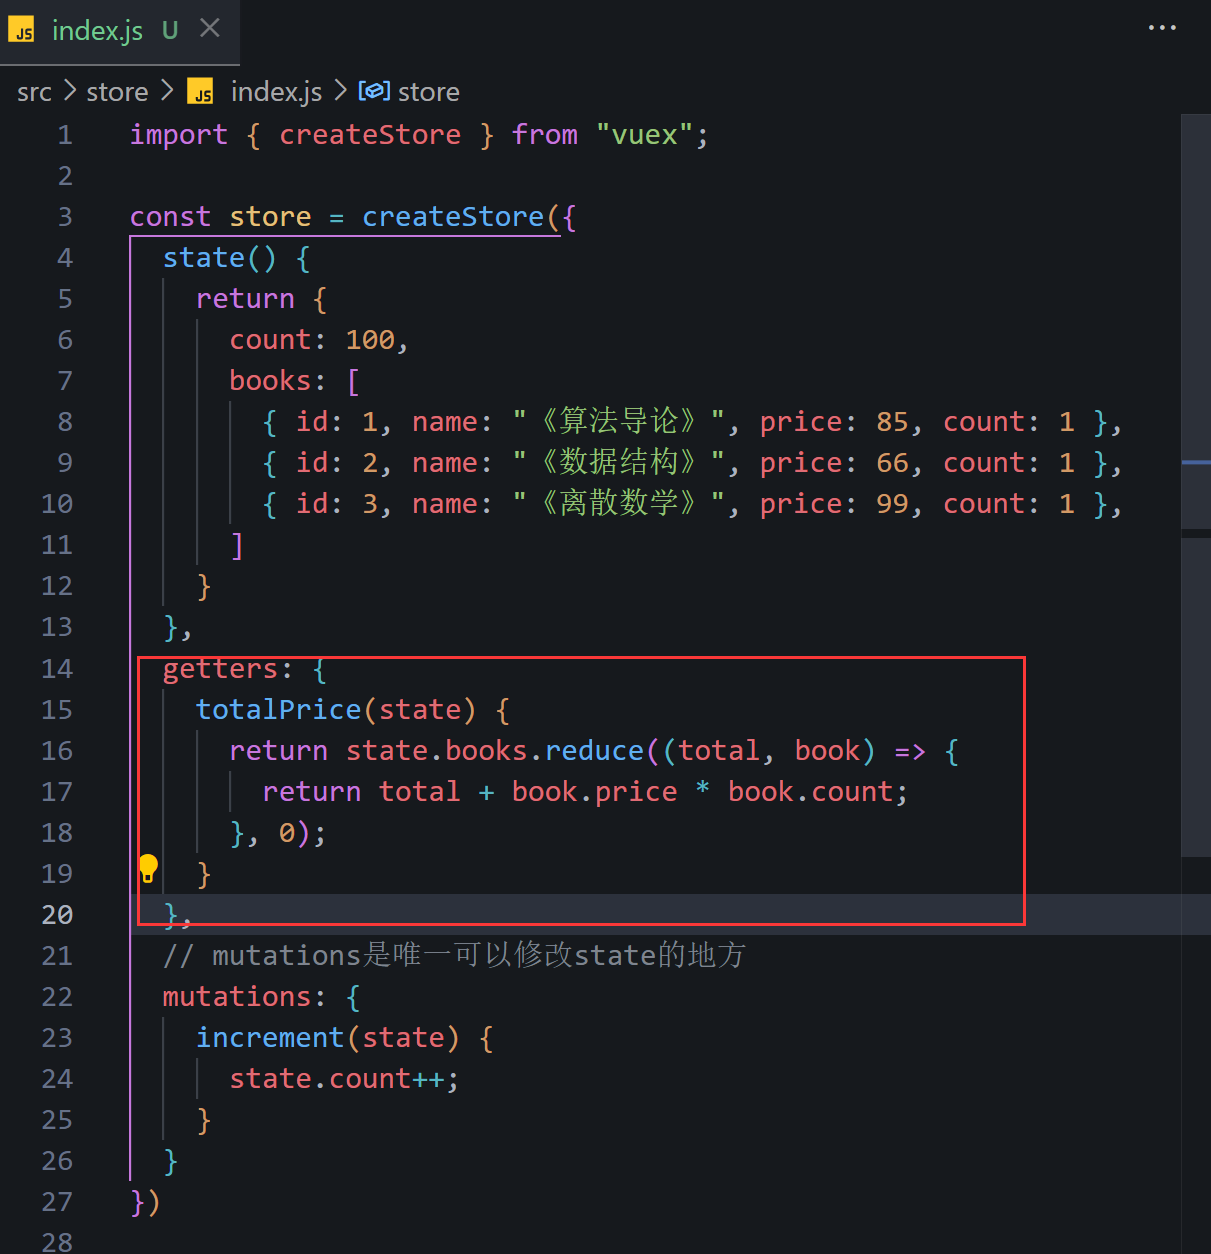 JS index.js U
src > store > JS index.js > store
1 import { createStore } from "vuex";
2
3 const store = createStore({
4   state() {
5     return {
6       count: 100,
7       books: [
8         { id: 1, name: "《算法导论》", price: 85, count: 1 },
9         { id: 2, name: "《数据结构》", price: 66, count: 1 },
10         { id: 3, name: "《离散数学》", price: 99, count: 1 },
11       ]
12     }
13   },
14   getters: {
15     totalPrice(state) {
16       return state.books.reduce((total, book) => {
17         return total + book.price * book.count;
18       }, 0);
19     }
20   },
21   // mutations是唯一可以修改state的地方
22   mutations: {
23     increment(state) {
24       state.count++;
25     }
26   }
27 })
28